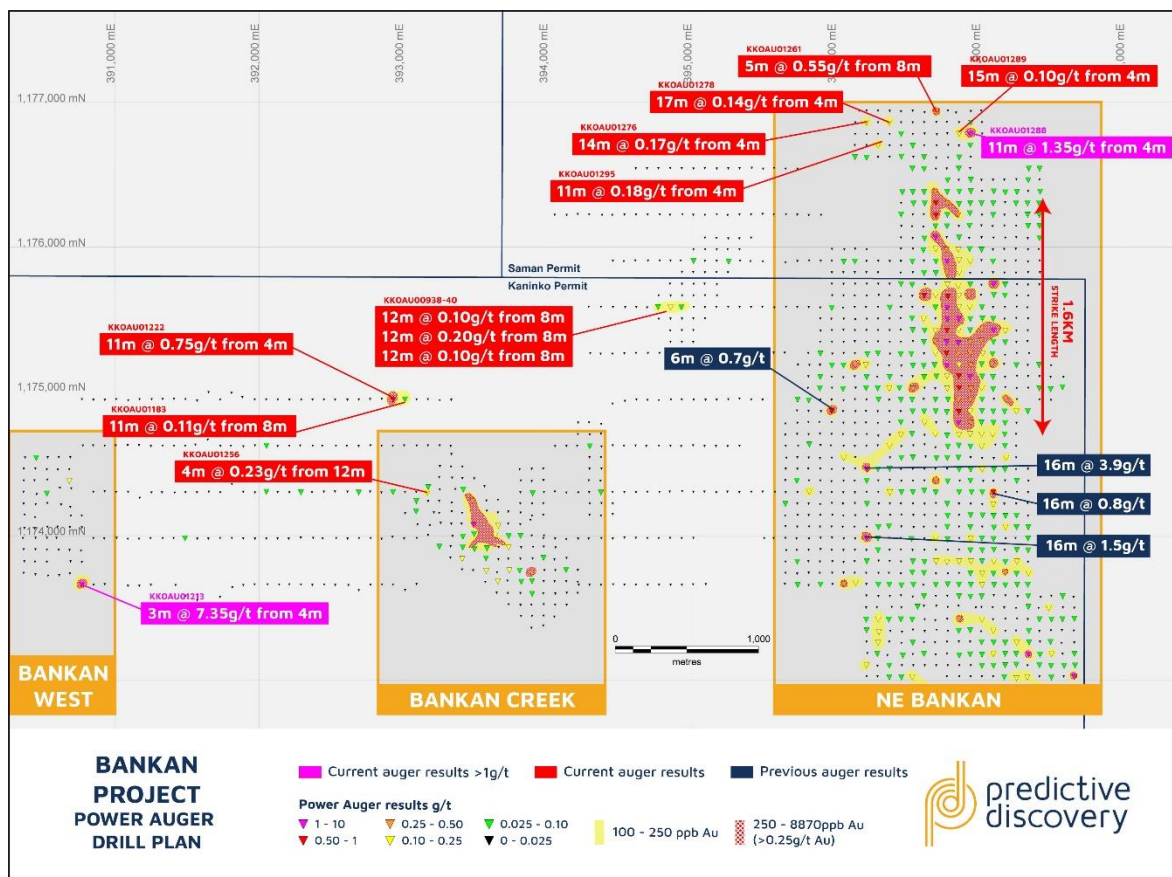 391,000 mE
392,000 mE
393,000 mE
394,000 mE
395,000 mE
1,177,000 mN
1,176,000 mN
1,175,000 mN
1,174,000 mN
KKOAU01261
5m @ 0.55g/t from 8m
KKOAU01289
15m @ 0.10g/t from 4m
KKOAU01278
17m @ 0.14g/t from 4m
KKOAU01288
11m @ 1.35g/t from 4m
KKOAU01276
14m @ 0.17g/t from 4m
KKOAU01295
11m @ 0.18g/t from 4m
Saman Permit
Kaninko Permit
KKOAU00938-40
12m @ 0.10g/t from 8m
12m @ 0.20g/t from 8m
12m @ 0.10g/t from 8m
1.6KM
STRIKE LENGTH
KKOAU01222
11m @ 0.75g/t from 4m
6m @ 0.7g/t
KKOAU01183
11m @ 0.11g/t from 8m
KKOAU01256
4m @ 0.23g/t from 12m
16m @ 3.9g/t
16m @ 0.8g/t
16m @ 1.5g/t
3m @ 7.35g/t from 4m
0 1,000
metres
BANKAN
WEST
BANKAN CREEK
NE BANKAN
BANKAN
PROJECT
POWER AUGER
DRILL PLAN
Current auger results >1g/t
Current auger results
Previous auger results
Power Auger results g/t
1 - 10
0.25 - 0.50
0.025 - 0.10
0.50 - 1
0.10 - 0.25
0 - 0.025
100 - 250 ppb Au
250 - 8870ppb Au
(>0.25g/t Au)
predictive
discovery